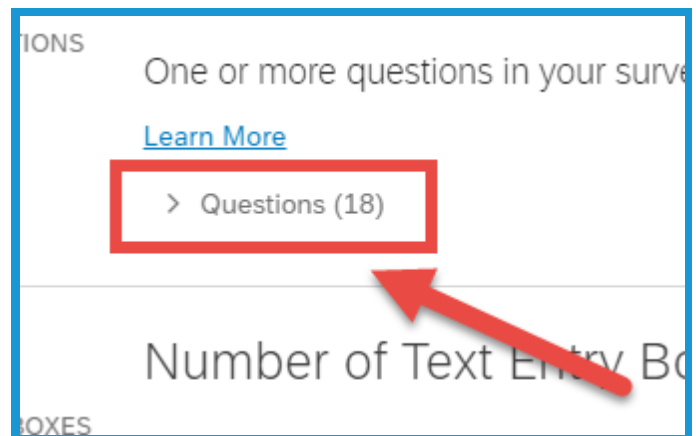 TIONS
One or more questions in your surve
Learn More
> Questions (18)
Number of Text Entry Bo
BOXES